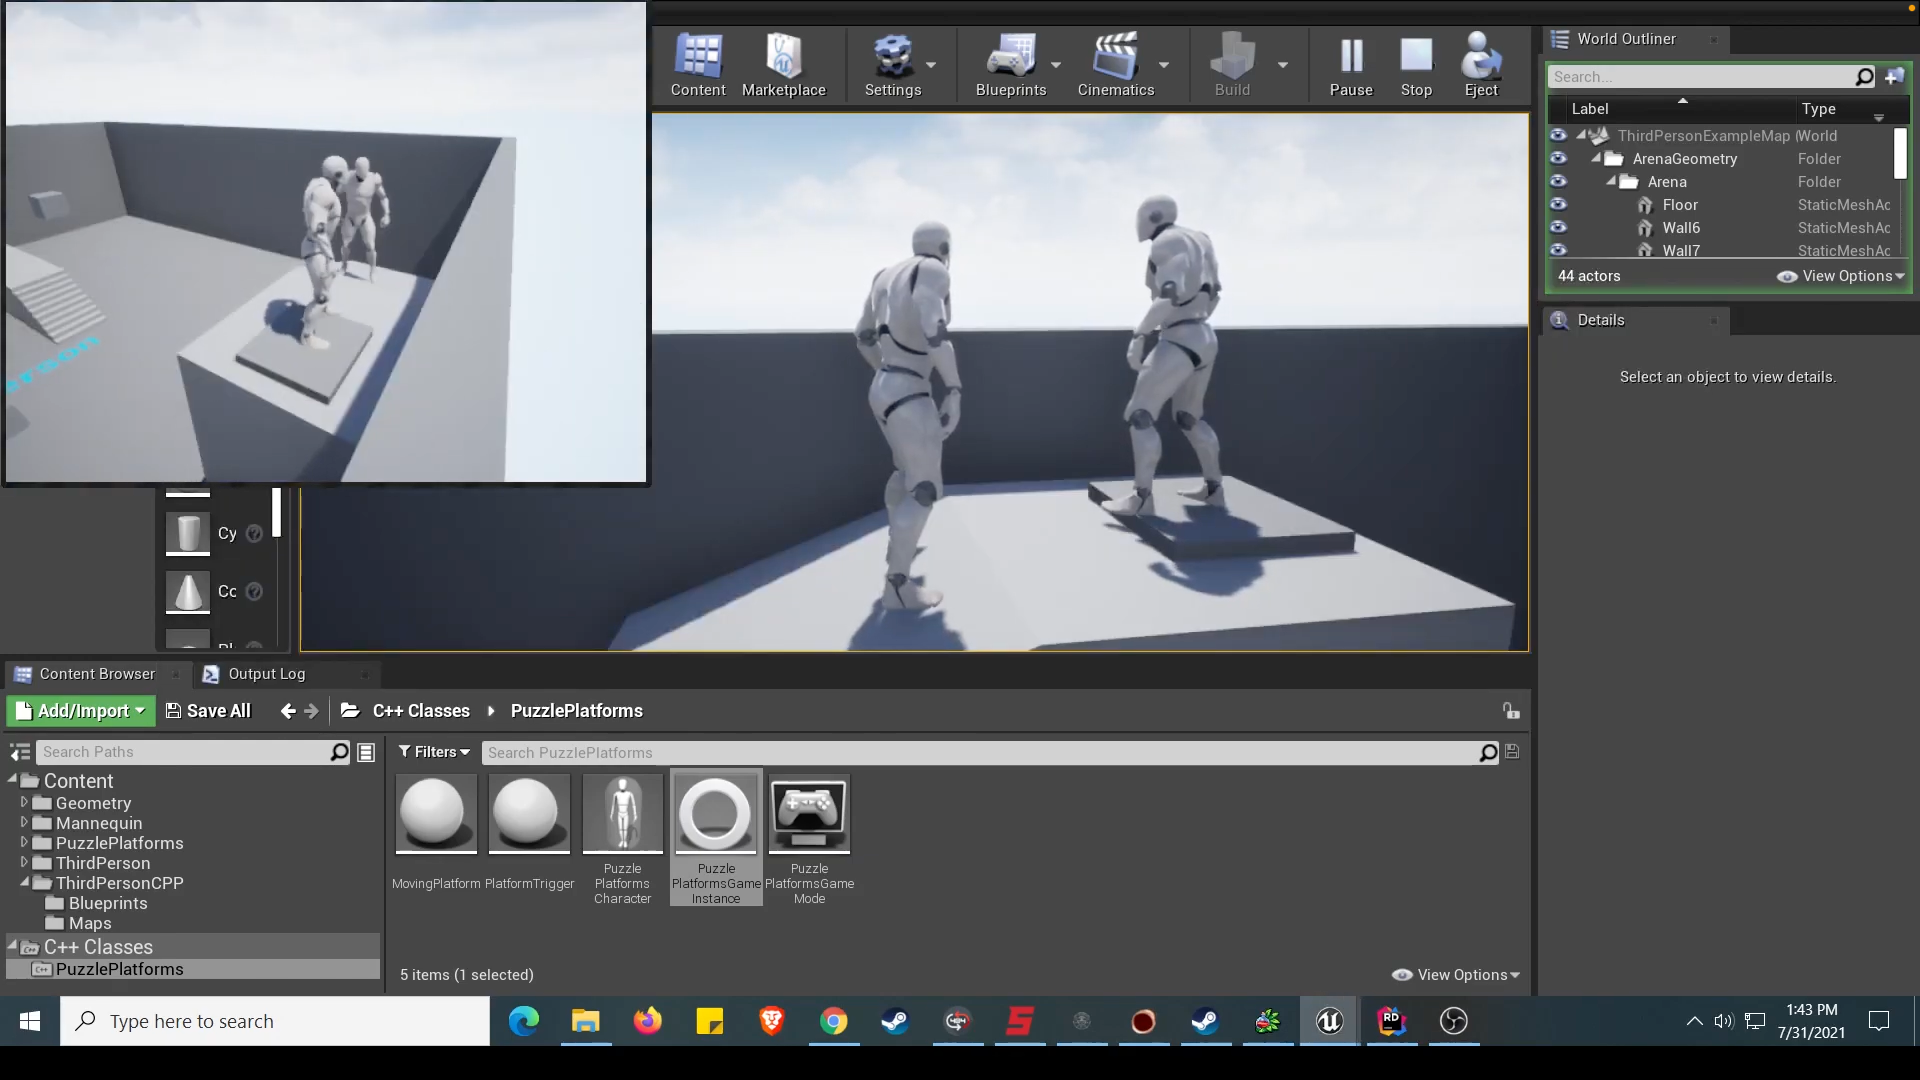 Content
Marketplace
Settings
Blueprints
Cinematics
Build
Pause
Stop
Eject
World Outliner
Search...
Label
Type
ThirdPersonExampleMap (World
ArenaGeometry Folder
Arena Folder
Floor StaticMeshAc
Wall6 StaticMeshAc
Wall7 StaticMeshAc
44 actors
View Options
Details
Select an object to view details.
Cy
Co
Content Browser
Output Log
Add/Import
Save All
C++ Classes
PuzzlePlatforms
Search Paths
Filters
Search PuzzlePlatforms
Content
Geometry
Mannequin
PuzzlePlatforms
ThirdPerson
ThirdPersonCPP
Blueprints
Maps
C++ Classes
PuzzlePlatforms
MovingPlatform
PlatformTrigger
Puzzle
Platforms
Character
Puzzle
PlatformsGame
Instance
Puzzle
PlatformsGame
Mode
5 items (1 selected)
View Options
Type here to search
RD
1:43 PM
7/31/2021